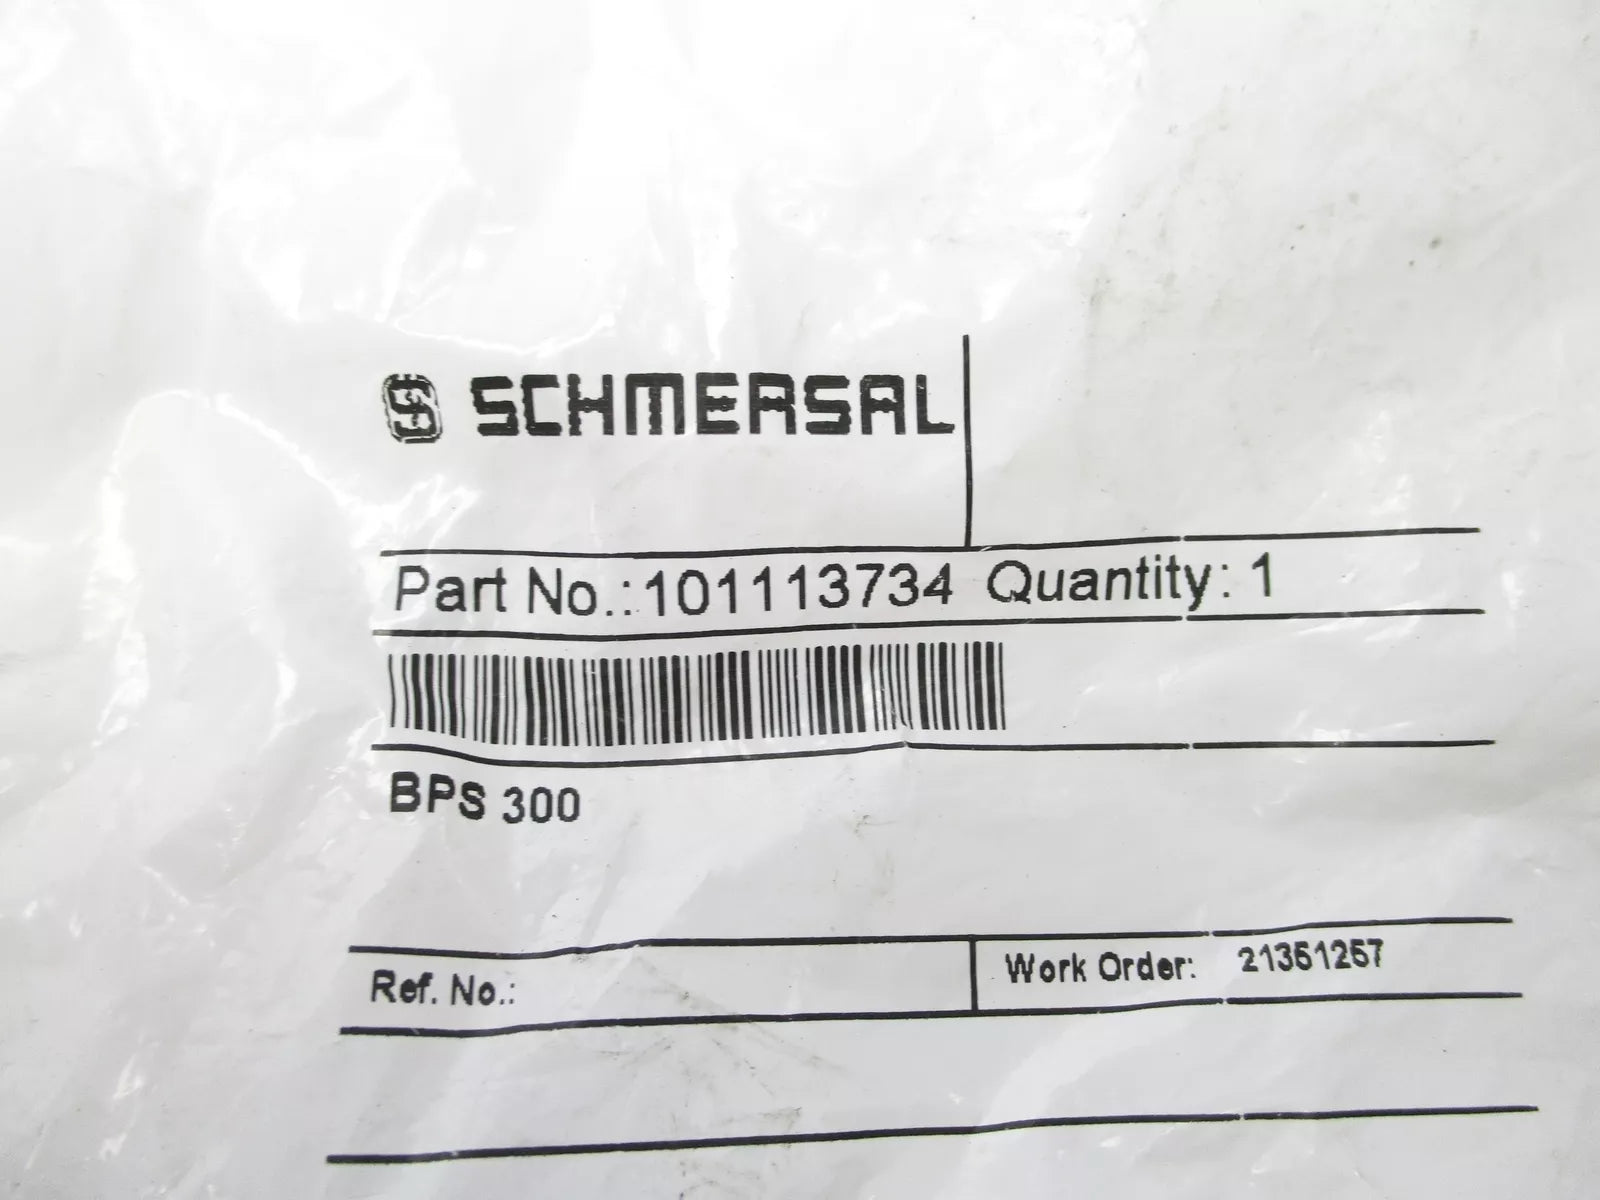 SCHMERSAL
Part No.:101113734 Quantity: 1
BPS 300
Ref. No.: Work Order: 21351257